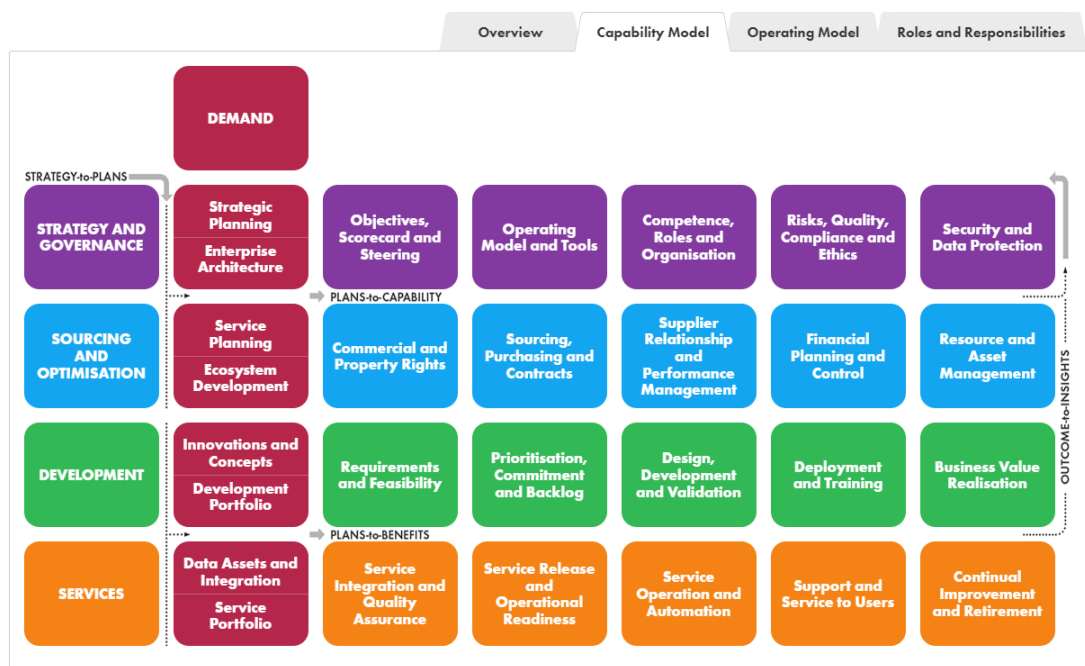 Overview
Capability Model
Operating Model
Roles and Responsibilities
DEMAND
STRATEGY-to-PLANS
STRATEGY AND
GOVERNANCE
Strategic
Planning
Enterprise
Architecture
Objectives,
Scorecard and
Steering
Operating
Model and Tools
Competence,
Roles and
Organisation
Risks, Quality,
Compliance and
Ethics
Security and
Data Protection
PLANS-to-CAPABILITY
SOURCING
AND
OPTIMISATION
Service
Planning
Ecosystem
Development
Commercial and
Property Rights
Sourcing,
Purchasing and
Contracts
Supplier
Relationship
and
Performance
Management
Financial
Planning and
Control
Resource and
Asset
Management
OUTCOME-to-INSIGHTS
DEVELOPMENT
Innovations and
Concepts
Development
Portfolio
Requirements
and Feasibility
Prioritisation,
Commitment
and Backlog
Design,
Development
and Validation
Deployment
and Training
Business Value
Realisation
PLANS-to-BENEFITS
SERVICES
Data Assets and
Integration
Service
Portfolio
Service
Integration and
Quality
Assurance
Service Release
and
Operational
Readiness
Service
Operation and
Automation
Support and
Service to Users
Continual
Improvement
and Retirement